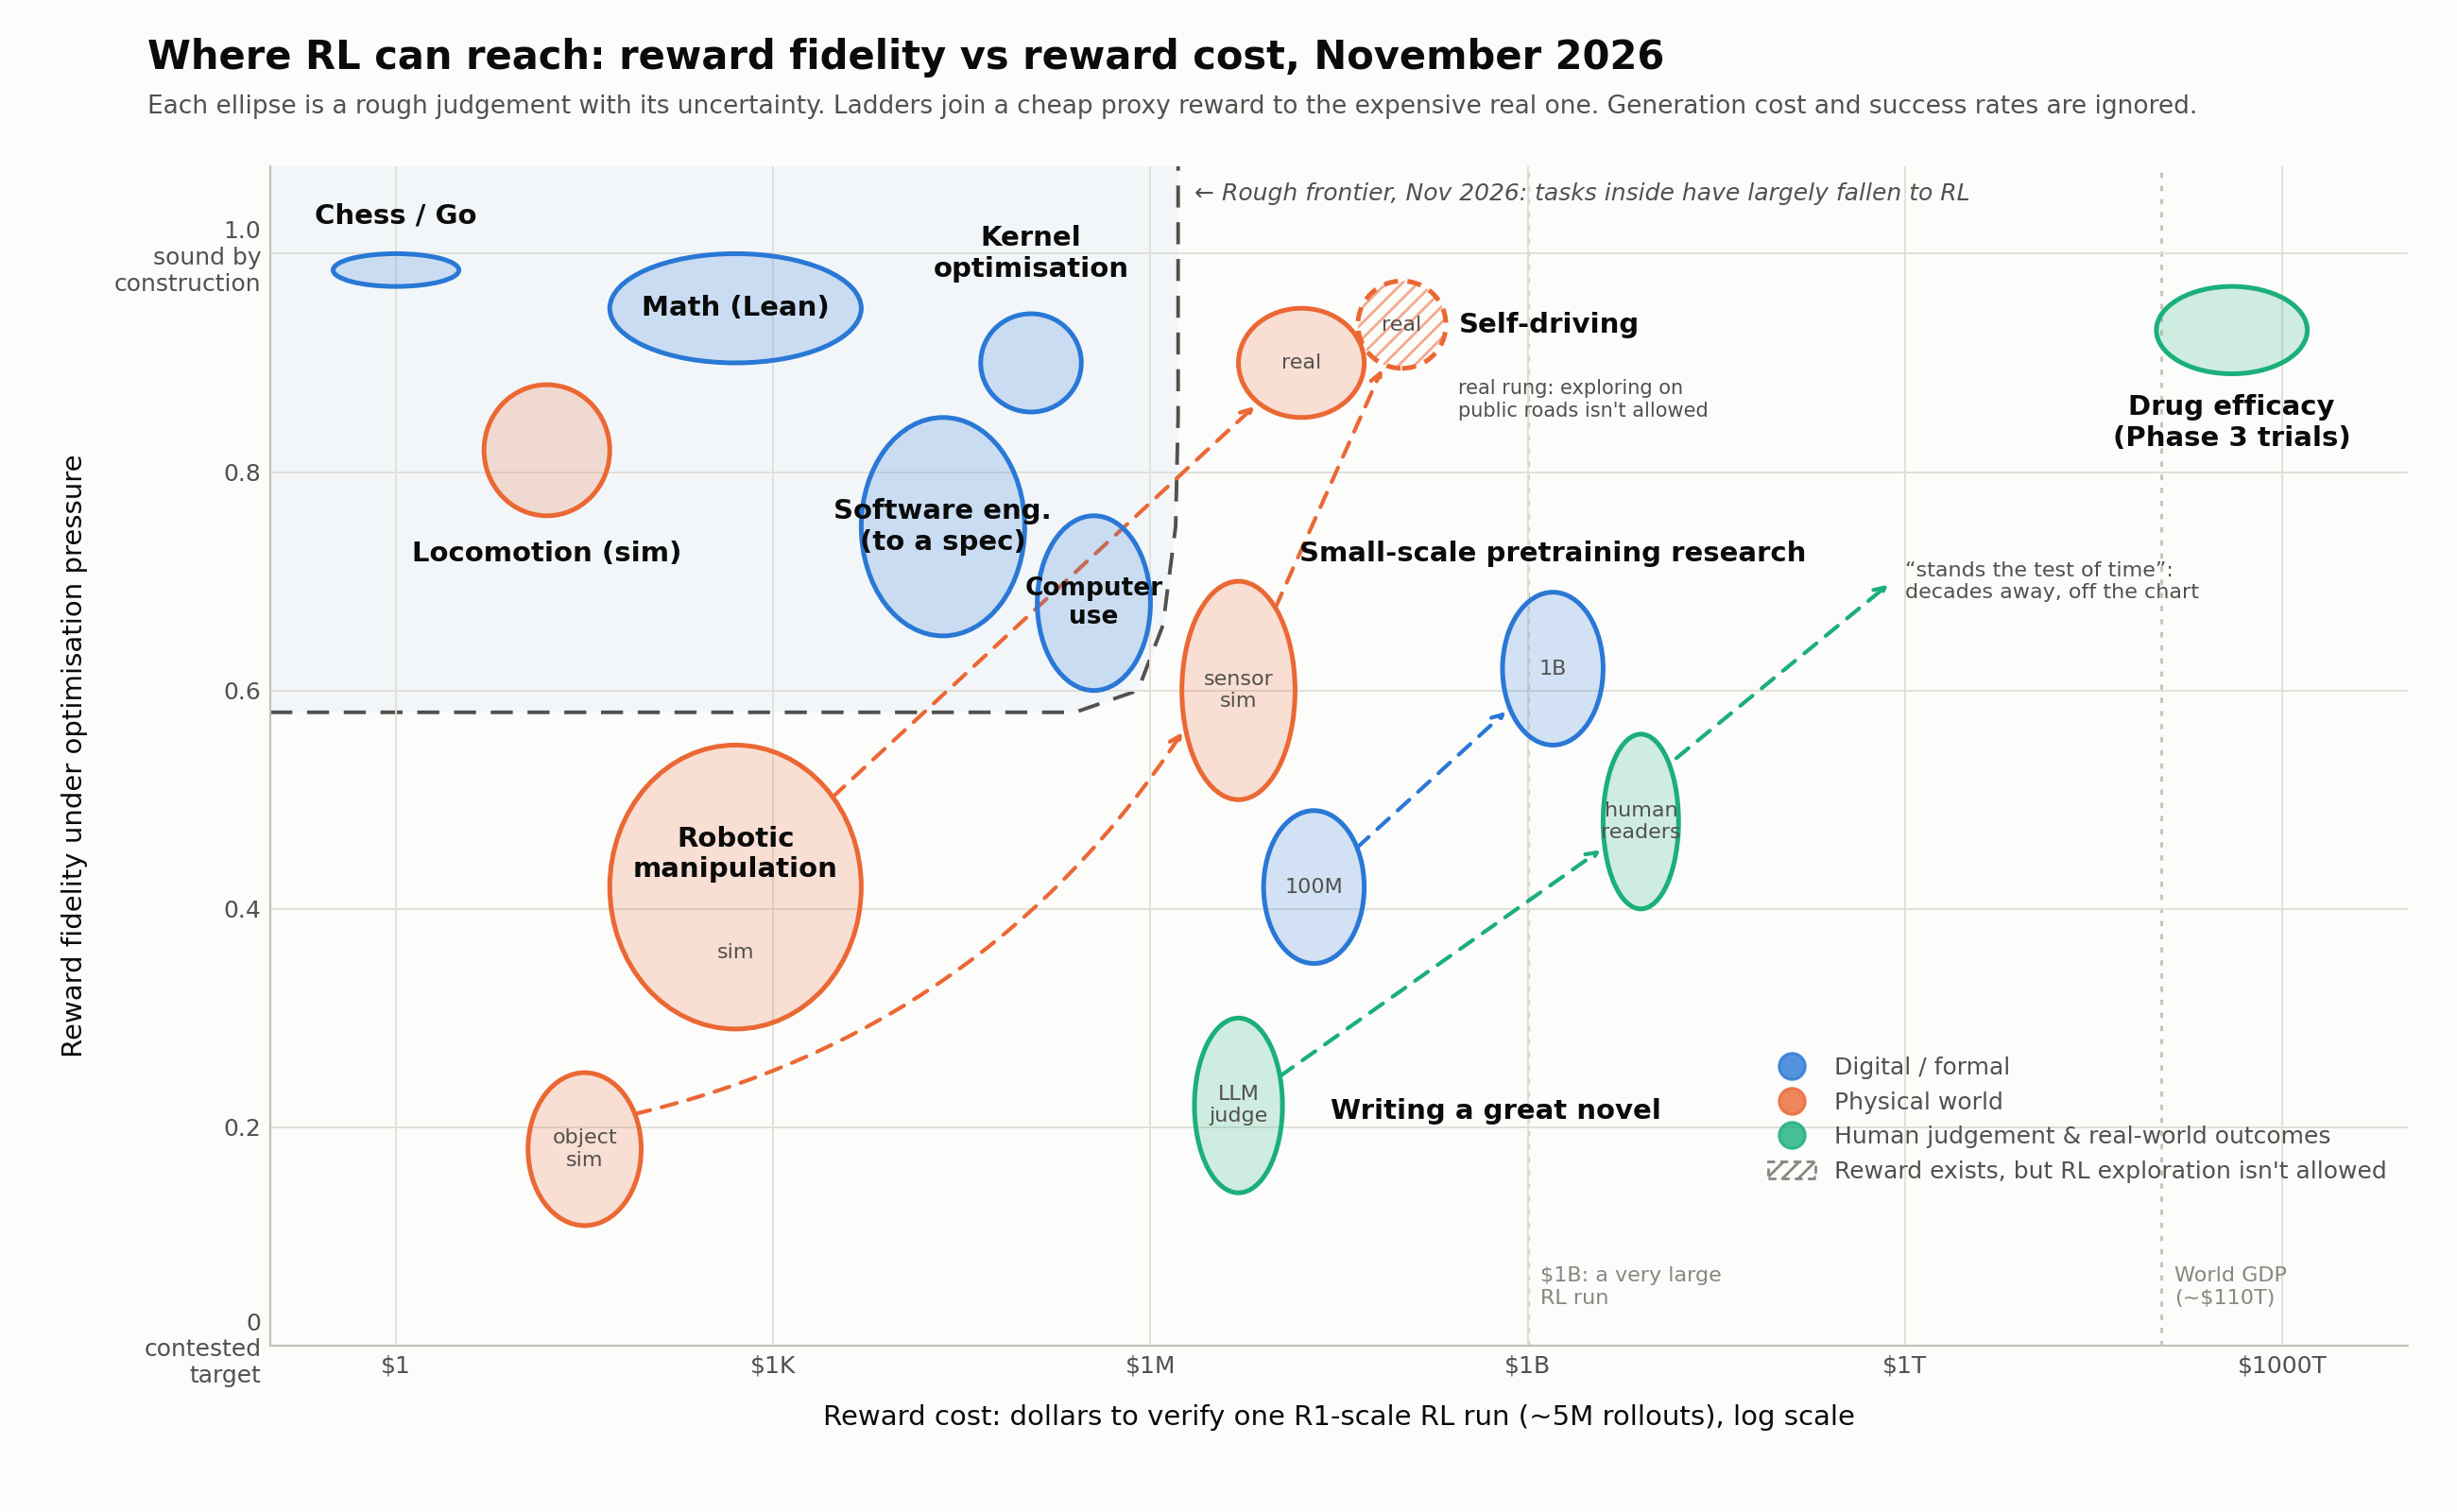 Where RL can reach: reward fidelity vs reward cost, November 2026
Each ellipse is a rough judgement with its uncertainty. Ladders join a cheap proxy reward to the expensive real one. Generation cost and success rates are ignored.
← Rough frontier, Nov 2026: tasks inside have largely fallen to RL
Chess / Go
Kernel
optimisation
Math (Lean)
real
real
Self-driving
real rung: exploring on
public roads isn't allowed
Drug efficacy
(Phase 3 trials)
Locomotion (sim)
Software eng.
(to a spec)
Computer
use
Small-scale pretraining research
“stands the test of time”:
decades away, off the chart
sensor
sim
1B
human
readers
Robotic
manipulation
sim
100M
LLM
judge
Writing a great novel
object
sim
Digital / formal
Physical world
Human judgement & real-world outcomes
Reward exists, but RL exploration isn't allowed
$1B: a very large
RL run
World GDP
(~$110T)
Reward fidelity under optimisation pressure
1.0
sound by
construction
0.8
0.6
0.4
0.2
0
contested
target
$1
$1K
$1M
$1B
$1T
$1000T
Reward cost: dollars to verify one R1-scale RL run (~5M rollouts), log scale